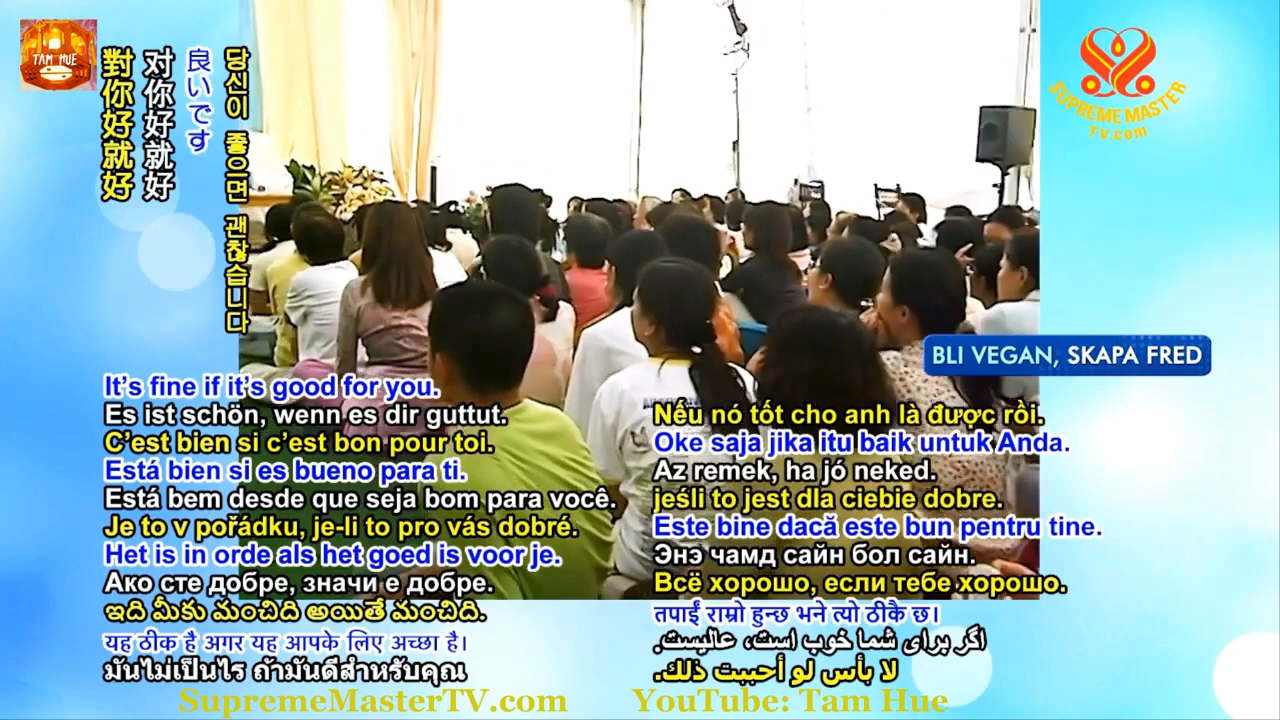 TAM HUE
對你好就好
对你好就好
良いです
당신이 좋으면 괜찮습니다
SUPREME MASTER
TV.com
BLI VEGAN, SKAPA FRED
It's fine if it's good for you.
Es ist schön, wenn es dir guttut.
C'est bien si c'est bon pour toi.
Está bien si es bueno para ti.
Está bem desde que seja bom para você.
Je to v pořádku, je-li to pro vás dobré.
Het is in orde als het goed is voor je.
Ако сте добре, значи е добре.
ఇది మీకు మంచిది అయితే మంచిది.
यह ठीक है अगर यह आपके लिए अच्छा है।
มันไม่เป็นไร ถ้ามันดีสำหรับคุณ
Nếu nó tốt cho anh là được rồi.
Oke saja jika itu baik untuk Anda.
Az remek, ha jó neked.
jeśli to jest dla ciebie dobre.
Este bine dacă este bun pentru tine.
Энэ чамд сайн бол сайн.
Всё хорошо, если тебе хорошо.
तपाईं राम्रो हुन्छ भने त्यो ठीकै छ।
اگر برای شما خوب است، عالیست.
لا بأس لو أحببت ذلك.
SupremeMasterTV.com
YouTube: Tam Hue